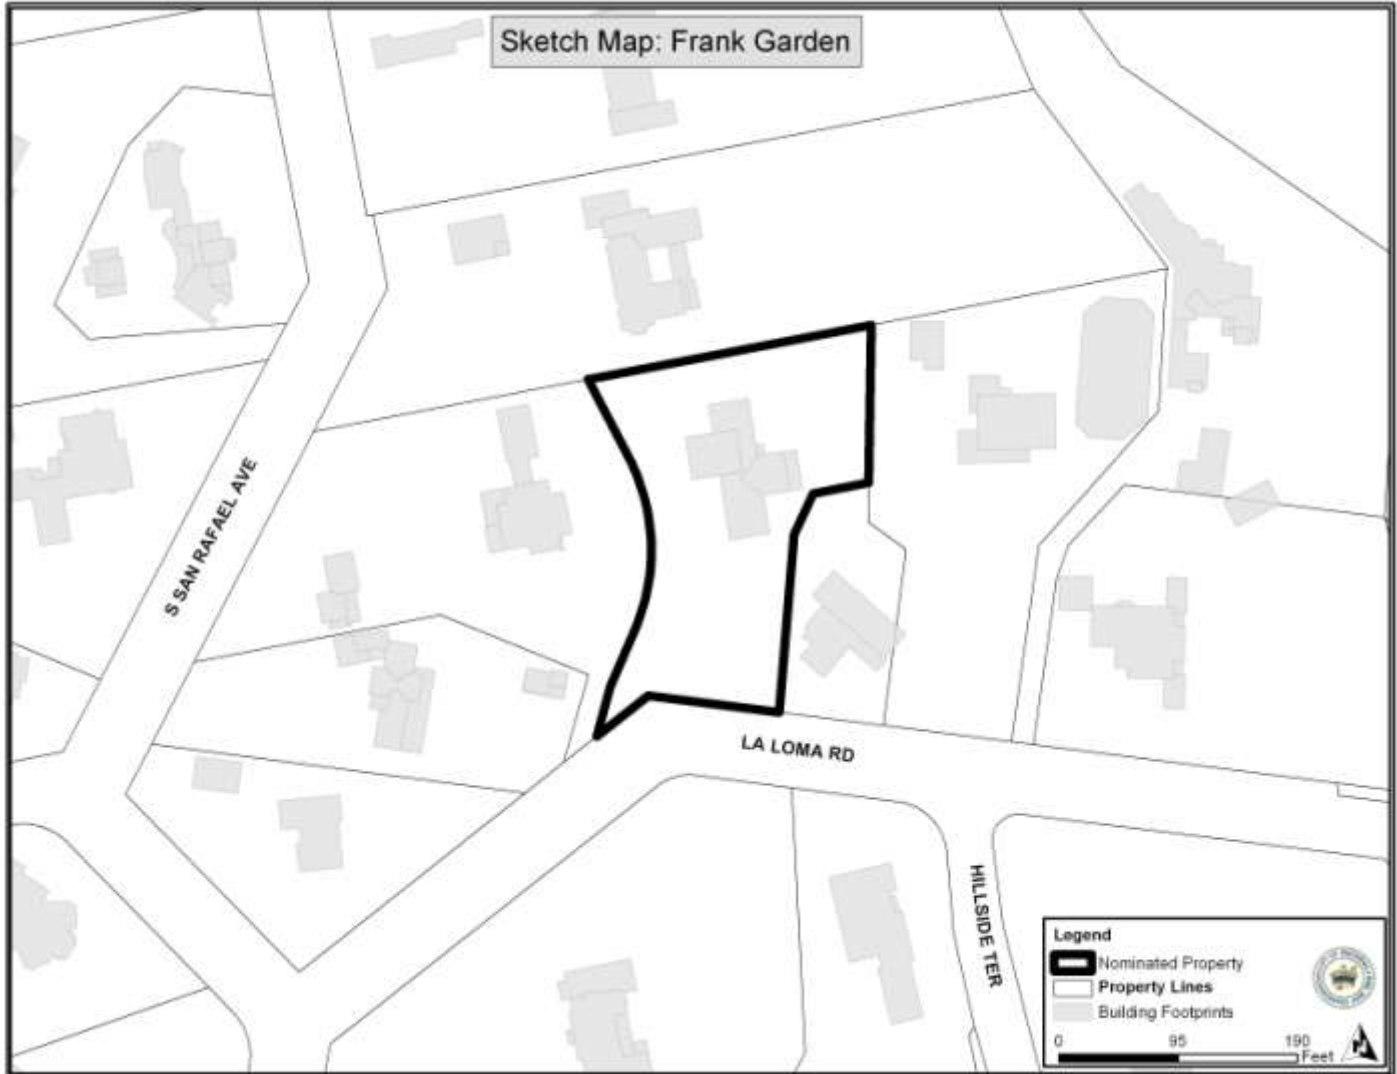 Sketch Map: Frank Garden
S SAN RAFAEL AVE
LA LOMA RD
HILLSIDE TER
Legend
Nominated Property
Property Lines
Building Footprints
0 95 190
Feet
N